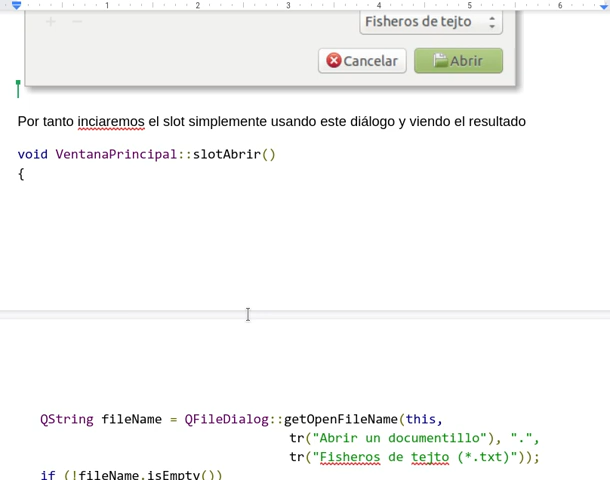 1 2 3 4 5 6
Fisheros de tejto
Cancelar Abrir
Por tanto inciaremos el slot simplemente usando este diálogo y viendo el resultado
void VentanaPrincipal::slotAbrir()
{
QString fileName = QFileDialog::getOpenFileName(this,
tr("Abrir un documentillo"), ".",
tr("Fisheros de tejto (*.txt)"));
if (!fileName.isEmpty())